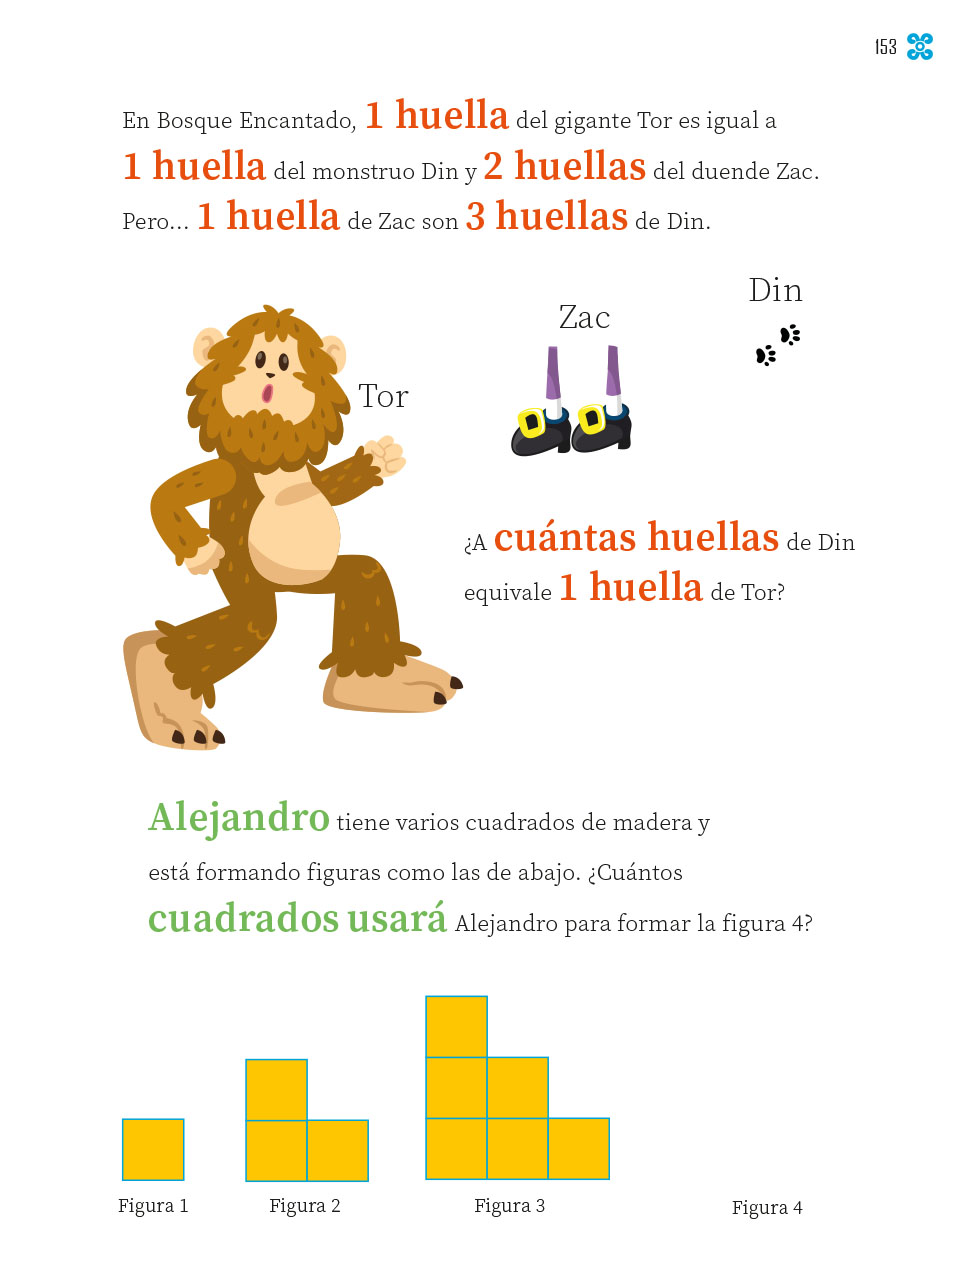 153
En Bosque Encantado, 1 huella del gigante Tor es igual a
1 huella del monstruo Din y 2 huellas del duende Zac.
Pero... 1 huella de Zac son 3 huellas de Din.
Din
Zac
Tor
¿A cuántas huellas de Din
equivale 1 huella de Tor?
Alejandro tiene varios cuadrados de madera y
está formando figuras como las de abajo. ¿Cuántos
cuadrados usará Alejandro para formar la figura 4?
Figura 1
Figura 2
Figura 3
Figura 4